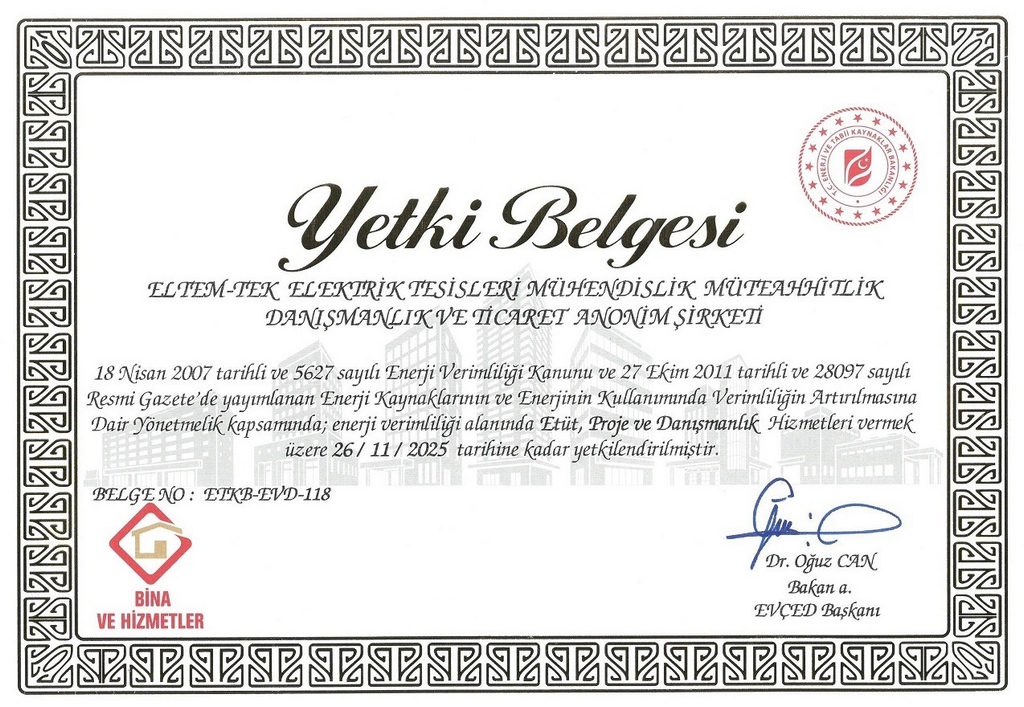 T.C. ENERJİ VE TABİİ KAYNAKLAR BAKANLIĞI
Yetki Belgesi
ELTEM-TEK ELEKTRİK TESİSLERİ MÜHENDİSLİK MÜTEAHHİTLİK
DANIŞMANLIK VE TİCARET ANONİM ŞİRKETİ
18 Nisan 2007 tarihli ve 5627 sayılı Enerji Verimliliği Kanunu ve 27 Ekim 2011 tarihli ve 28097 sayılı
Resmi Gazete'de yayımlanan Enerji Kaynaklarının ve Enerjinin Kullanımında Verimliliğin Artırılmasına
Dair Yönetmelik kapsamında; enerji verimliliği alanında Etüt, Proje ve Danışmanlık Hizmetleri vermek
üzere 26 / 11 / 2025 tarihine kadar yetkilendirilmiştir.
BELGE NO : ETKB-EVD-118
BİNA
VE HİZMETLER
Dr. Oğuz CAN
Bakan a.
EVÇED Başkanı